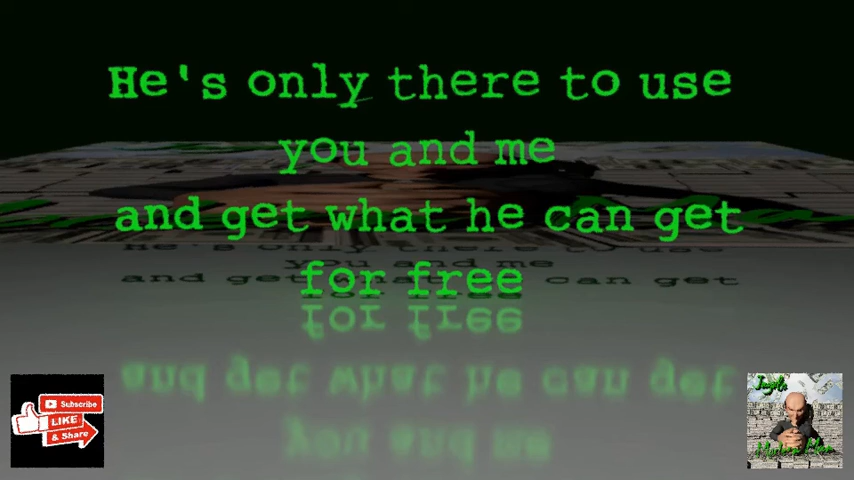 He's only there to use
you and me
and get what he can get
for free
Subscribe
LIKE
& Share